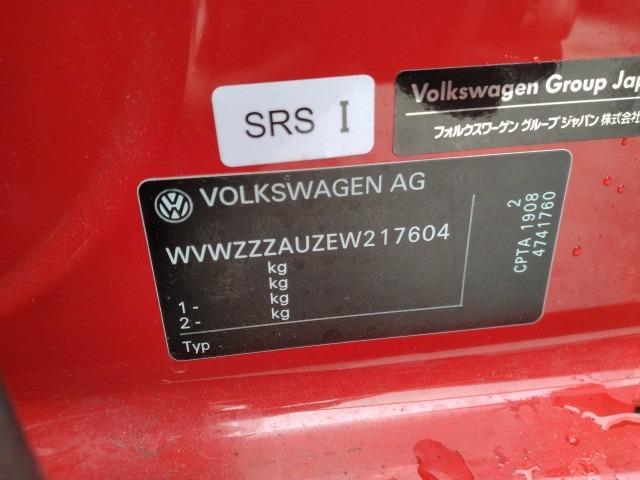 SRS I
Volkswagen Group Jap
フォルクスワーゲン グループ ジャパン 株式会社
VOLKSWAGEN AG
WVWZZZAUZEW217604
kg
kg
1 - kg
2 - kg
Typ
2
CPTA 1908
4741760